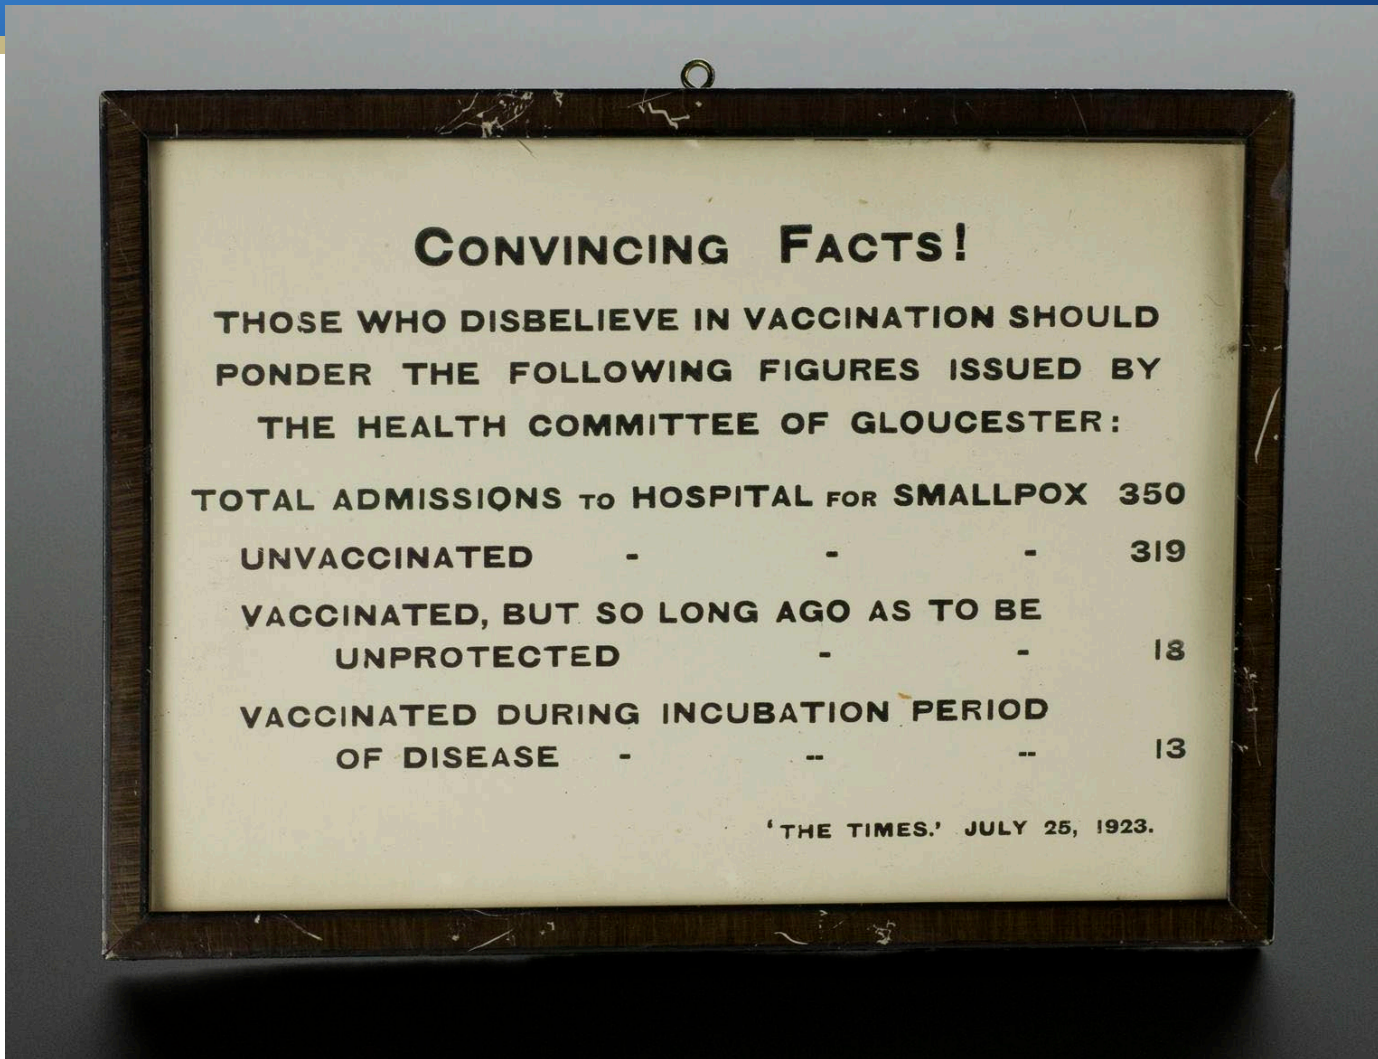 CONVINCING FACTS!
THOSE WHO DISBELIEVE IN VACCINATION SHOULD
PONDER THE FOLLOWING FIGURES ISSUED BY
THE HEALTH COMMITTEE OF GLOUCESTER:
TOTAL ADMISSIONS TO HOSPITAL FOR SMALLPOX 350
UNVACCINATED - - - 319
VACCINATED, BUT SO LONG AGO AS TO BE
UNPROTECTED - - 18
VACCINATED DURING INCUBATION PERIOD
OF DISEASE - -- -- 13
‘THE TIMES.’ JULY 25, 1923.